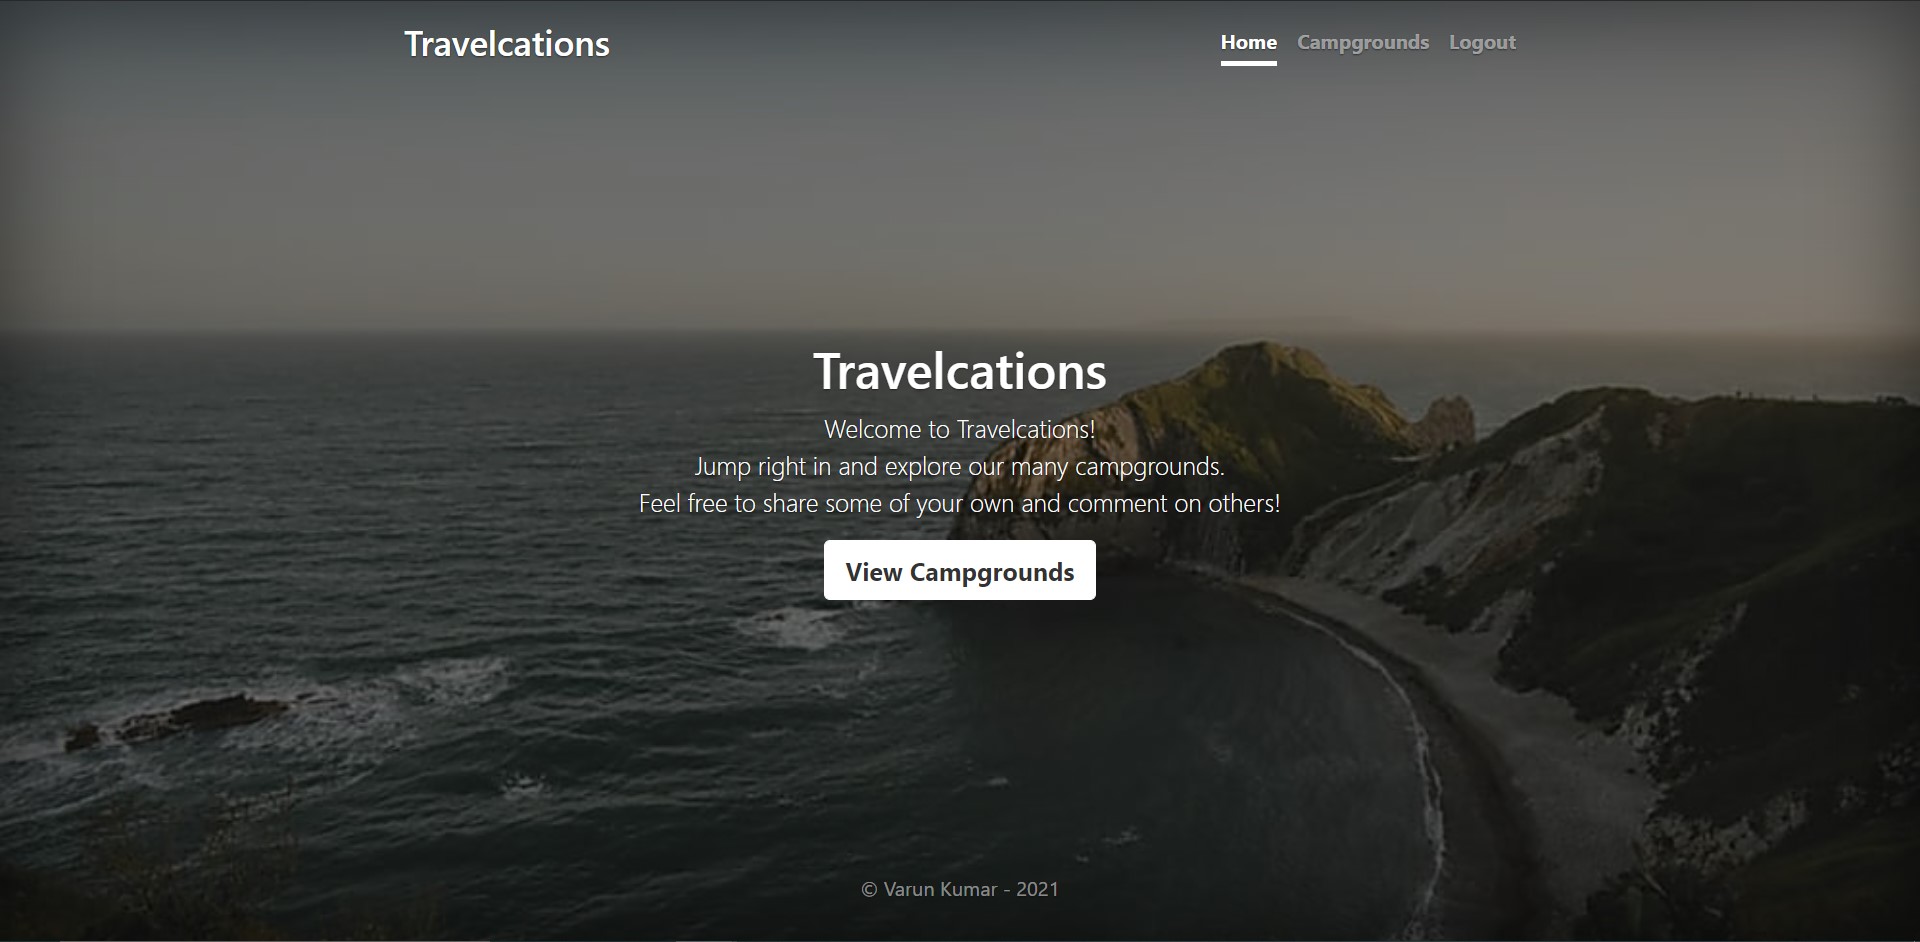 Travelcations
Home Campgrounds Logout
Travelcations
Welcome to Travelcations!
Jump right in and explore our many campgrounds.
Feel free to share some of your own and comment on others!
View Campgrounds
© Varun Kumar - 2021